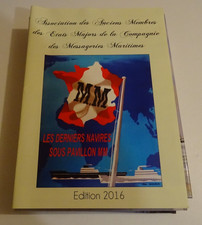 Association des Anciens Membres
des Etats Majors de la Compagnie
des Messageries Maritimes
MM
LES DERNIERS NAVIRES
SOUS PAVILLON MM
Edition 2016